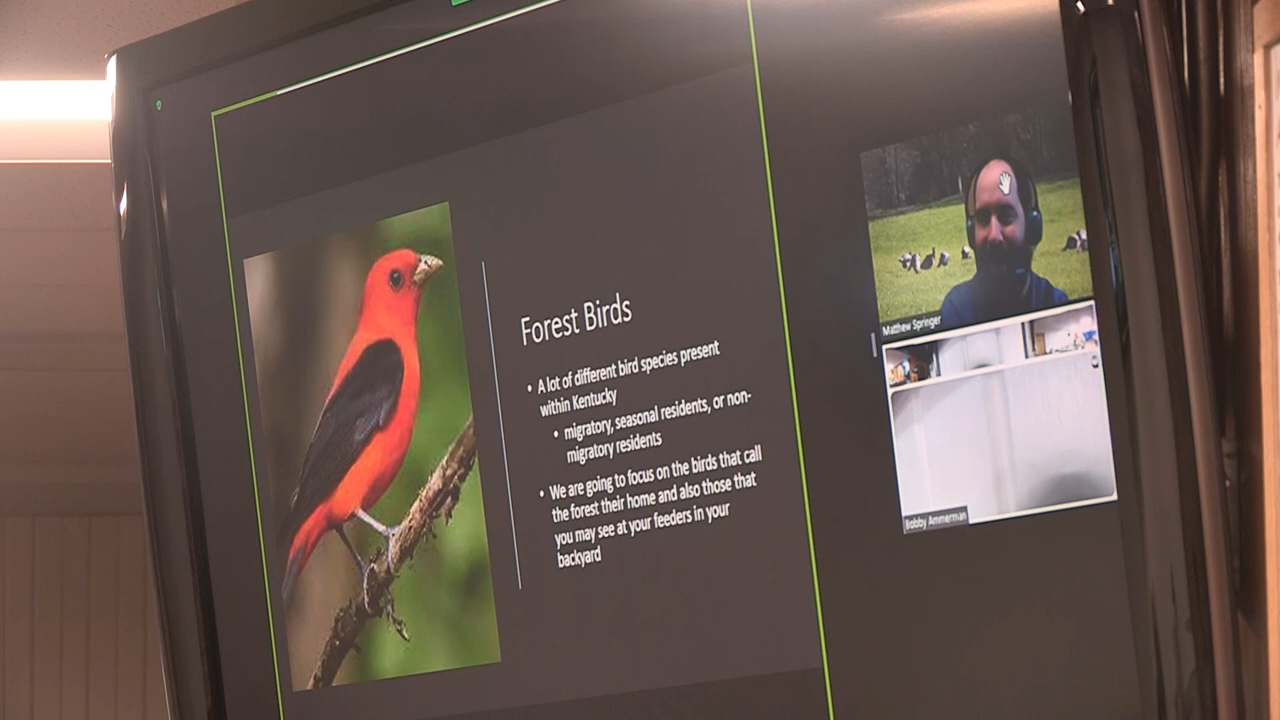 Forest Birds
• A lot of different bird species present
within Kentucky
• migratory, seasonal residents, or non-
migratory residents
• We are going to focus on the birds that call
the forest their home and also those that
you may see at your feeders in your
backyard
Matthew Springer
Bobby Ammerman